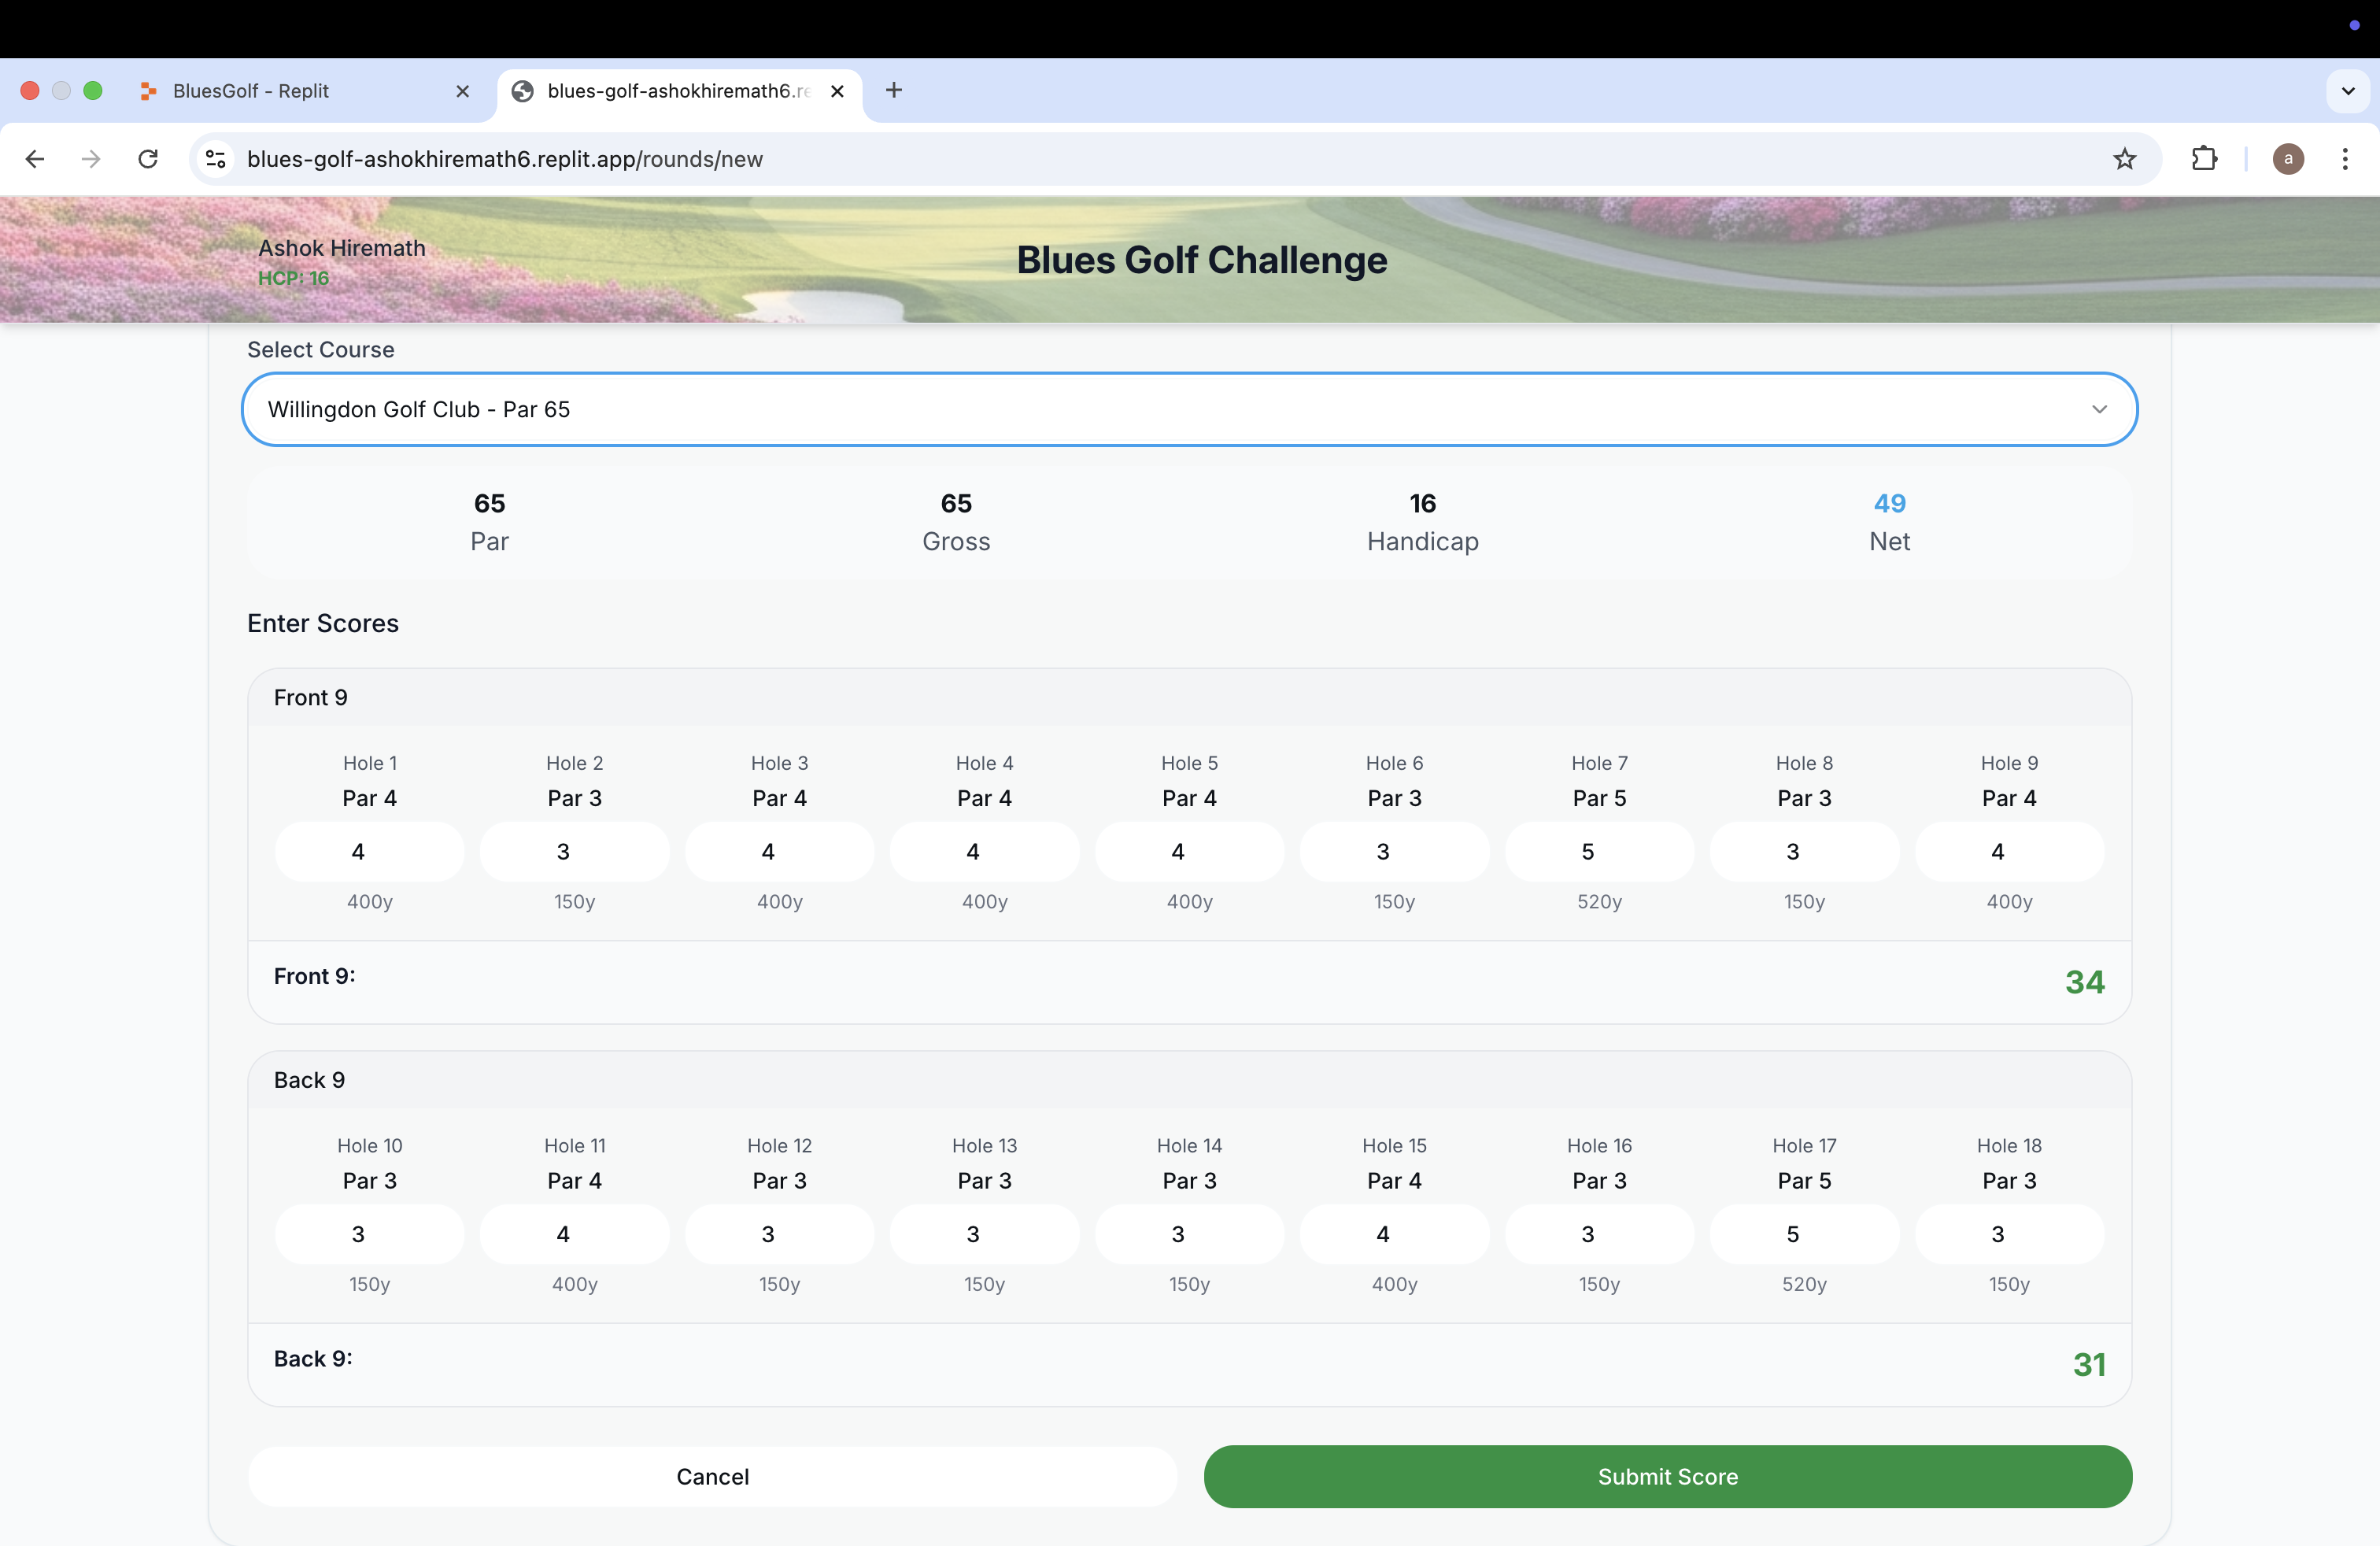 BluesGolf - Replit
blues-golf-ashokhiremath6.re
blues-golf-ashokhiremath6.replit.app/rounds/new
a
Ashok Hiremath
HCP: 16
Blues Golf Challenge
Select Course
Willingdon Golf Club - Par 65
65 65 16 49
Par Gross Handicap Net
Enter Scores
Front 9
Hole 1 Hole 2 Hole 3 Hole 4 Hole 5 Hole 6 Hole 7 Hole 8 Hole 9
Par 4 Par 3 Par 4 Par 4 Par 4 Par 3 Par 5 Par 3 Par 4
4 3 4 4 4 3 5 3 4
400y 150y 400y 400y 400y 150y 520y 150y 400y
Front 9: 34
Back 9
Hole 10 Hole 11 Hole 12 Hole 13 Hole 14 Hole 15 Hole 16 Hole 17 Hole 18
Par 3 Par 4 Par 3 Par 3 Par 3 Par 4 Par 3 Par 5 Par 3
3 4 3 3 3 4 3 5 3
150y 400y 150y 150y 150y 400y 150y 520y 150y
Back 9: 31
Cancel Submit Score